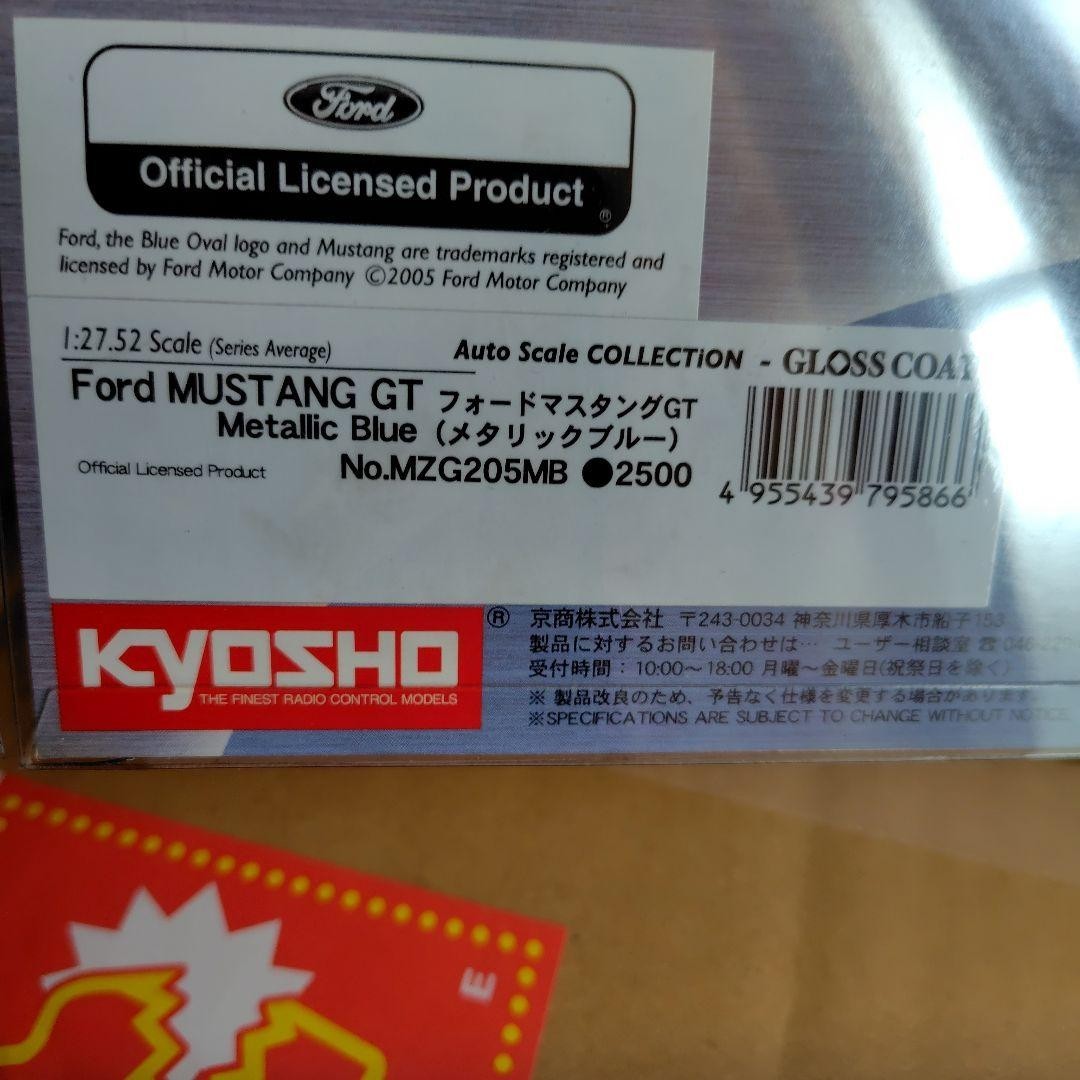 Ford
Official Licensed Product
®
Ford, the Blue Oval logo and Mustang are trademarks registered and
licensed by Ford Motor Company ©2005 Ford Motor Company
1:27.52 Scale (Series Average)
Auto Scale COLLECTiON - GLOSS COAT
Ford MUSTANG GT フォードマスタングGT
Metallic Blue (メタリックブルー)
Official Licensed Product
No.MZG205MB ●2500
4 955439 795866
KYOSHO ®
THE FINEST RADIO CONTROL MODELS
京商株式会社 〒243-0034 神奈川県厚木市船子153
製品に対するお問い合わせは… ユーザー相談室 ☎ 046-
受付時間:10:00~18:00 月曜~金曜日(祝祭日を除く)
※ 製品改良のため、予告なく仕様を変更する場合があります
※SPECIFICATIONS ARE SUBJECT TO CHANGE WITHOUT NOTICE.
E